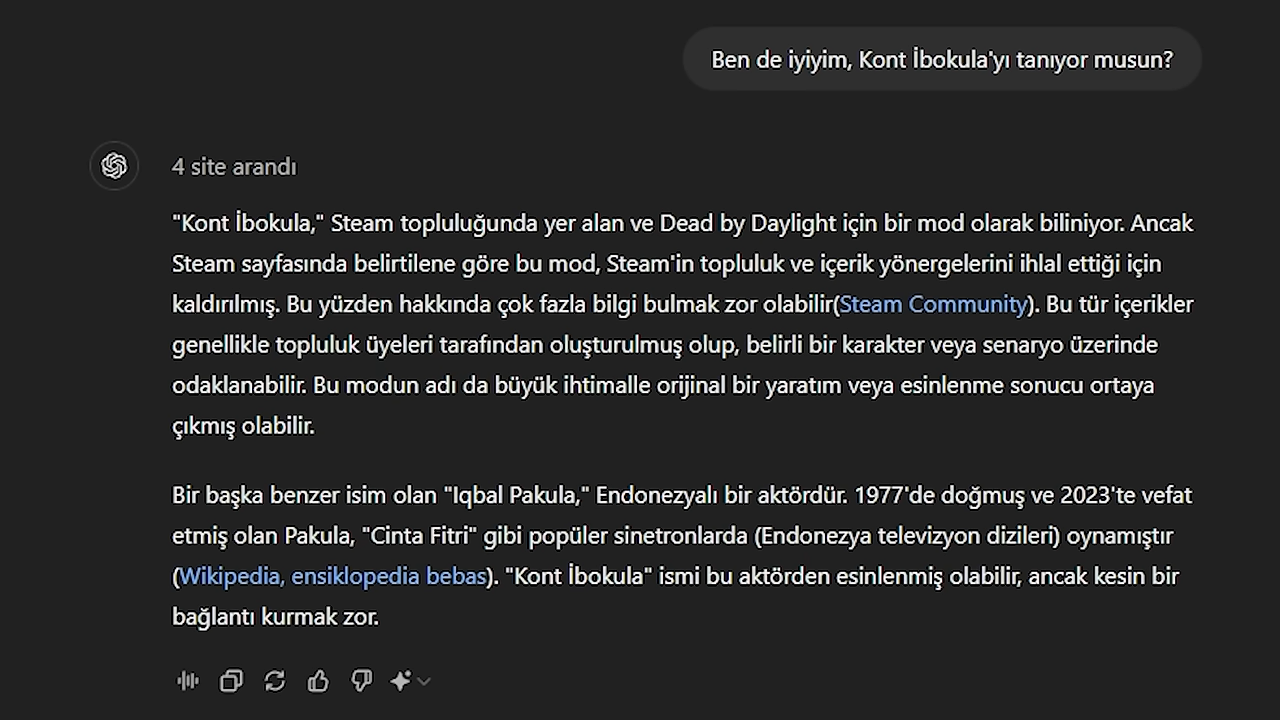 Ben de iyiyim, Kont İbokula'yı tanıyor musun?
4 site arandı
"Kont İbokula," Steam topluluğunda yer alan ve Dead by Daylight için bir mod olarak biliniyor. Ancak
Steam sayfasında belirtilene göre bu mod, Steam'in topluluk ve içerik yönergelerini ihlal ettiği için
kaldırılmış. Bu yüzden hakkında çok fazla bilgi bulmak zor olabilir(Steam Community). Bu tür içerikler
genellikle topluluk üyeleri tarafından oluşturulmuş olup, belirli bir karakter veya senaryo üzerinde
odaklanabilir. Bu modun adı da büyük ihtimalle orijinal bir yaratım veya esinlenme sonucu ortaya
çıkmış olabilir.
Bir başka benzer isim olan "Iqbal Pakula," Endonezyalı bir aktördür. 1977'de doğmuş ve 2023'te vefat
etmiş olan Pakula, "Cinta Fitri" gibi popüler sinetronlarda (Endonezya televizyon dizileri) oynamıştır
(Wikipedia, ensiklopedia bebas). "Kont İbokula" ismi bu aktörden esinlenmiş olabilir, ancak kesin bir
bağlantı kurmak zor.